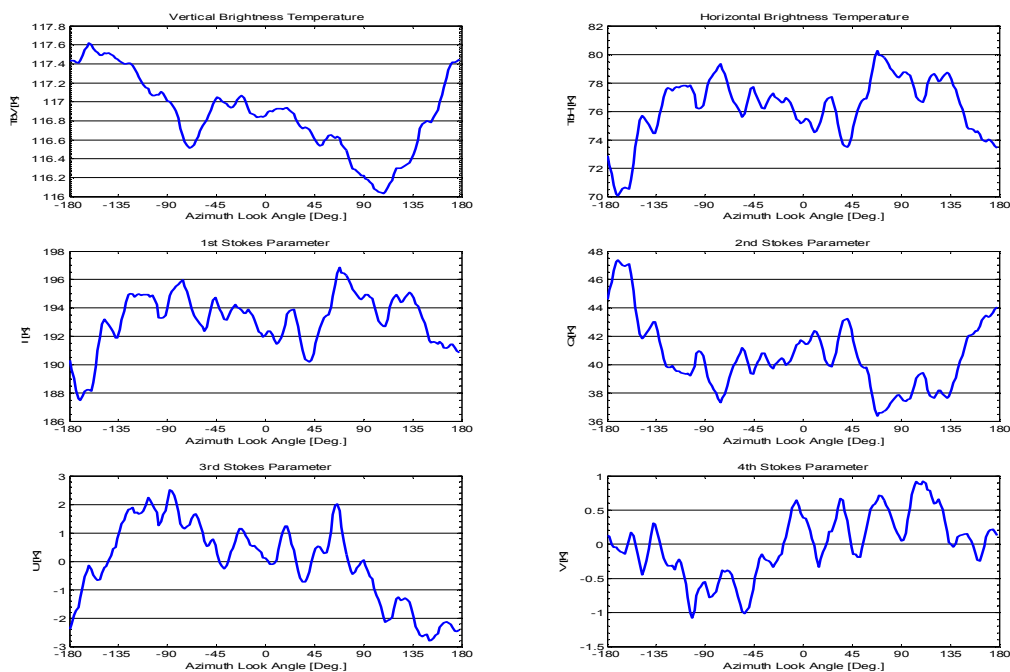 Vertical Brightness Temperature
117.8
117.6
117.4
117.2
117
116.8
116.6
116.4
116.2
116
TBV[K]
-180 -135 -90 -45 0 45 90 135 180
Azimuth Look Angle [Deg.]
Horizontal Brightness Temperature
82
80
78
76
74
72
70
TBH[K]
-180 -135 -90 -45 0 45 90 135 180
Azimuth Look Angle [Deg.]
1st Stokes Parameter
198
196
194
192
190
188
186
I [K]
-180 -135 -90 -45 0 45 90 135 180
Azimuth Look Angle [Deg.]
2nd Stokes Parameter
48
46
44
42
40
38
36
Q[K]
-180 -135 -90 -45 0 45 90 135 180
Azimuth Look Angle [Deg.]
3rd Stokes Parameter
3
2
1
0
-1
-2
-3
U[K]
-180 -135 -90 -45 0 45 90 135 180
Azimuth Look Angle [Deg.]
4th Stokes Parameter
1
0.5
0
-0.5
-1
-1.5
V[K]
-180 -135 -90 -45 0 45 90 135 180
Azimuth Look Angle [Deg.]